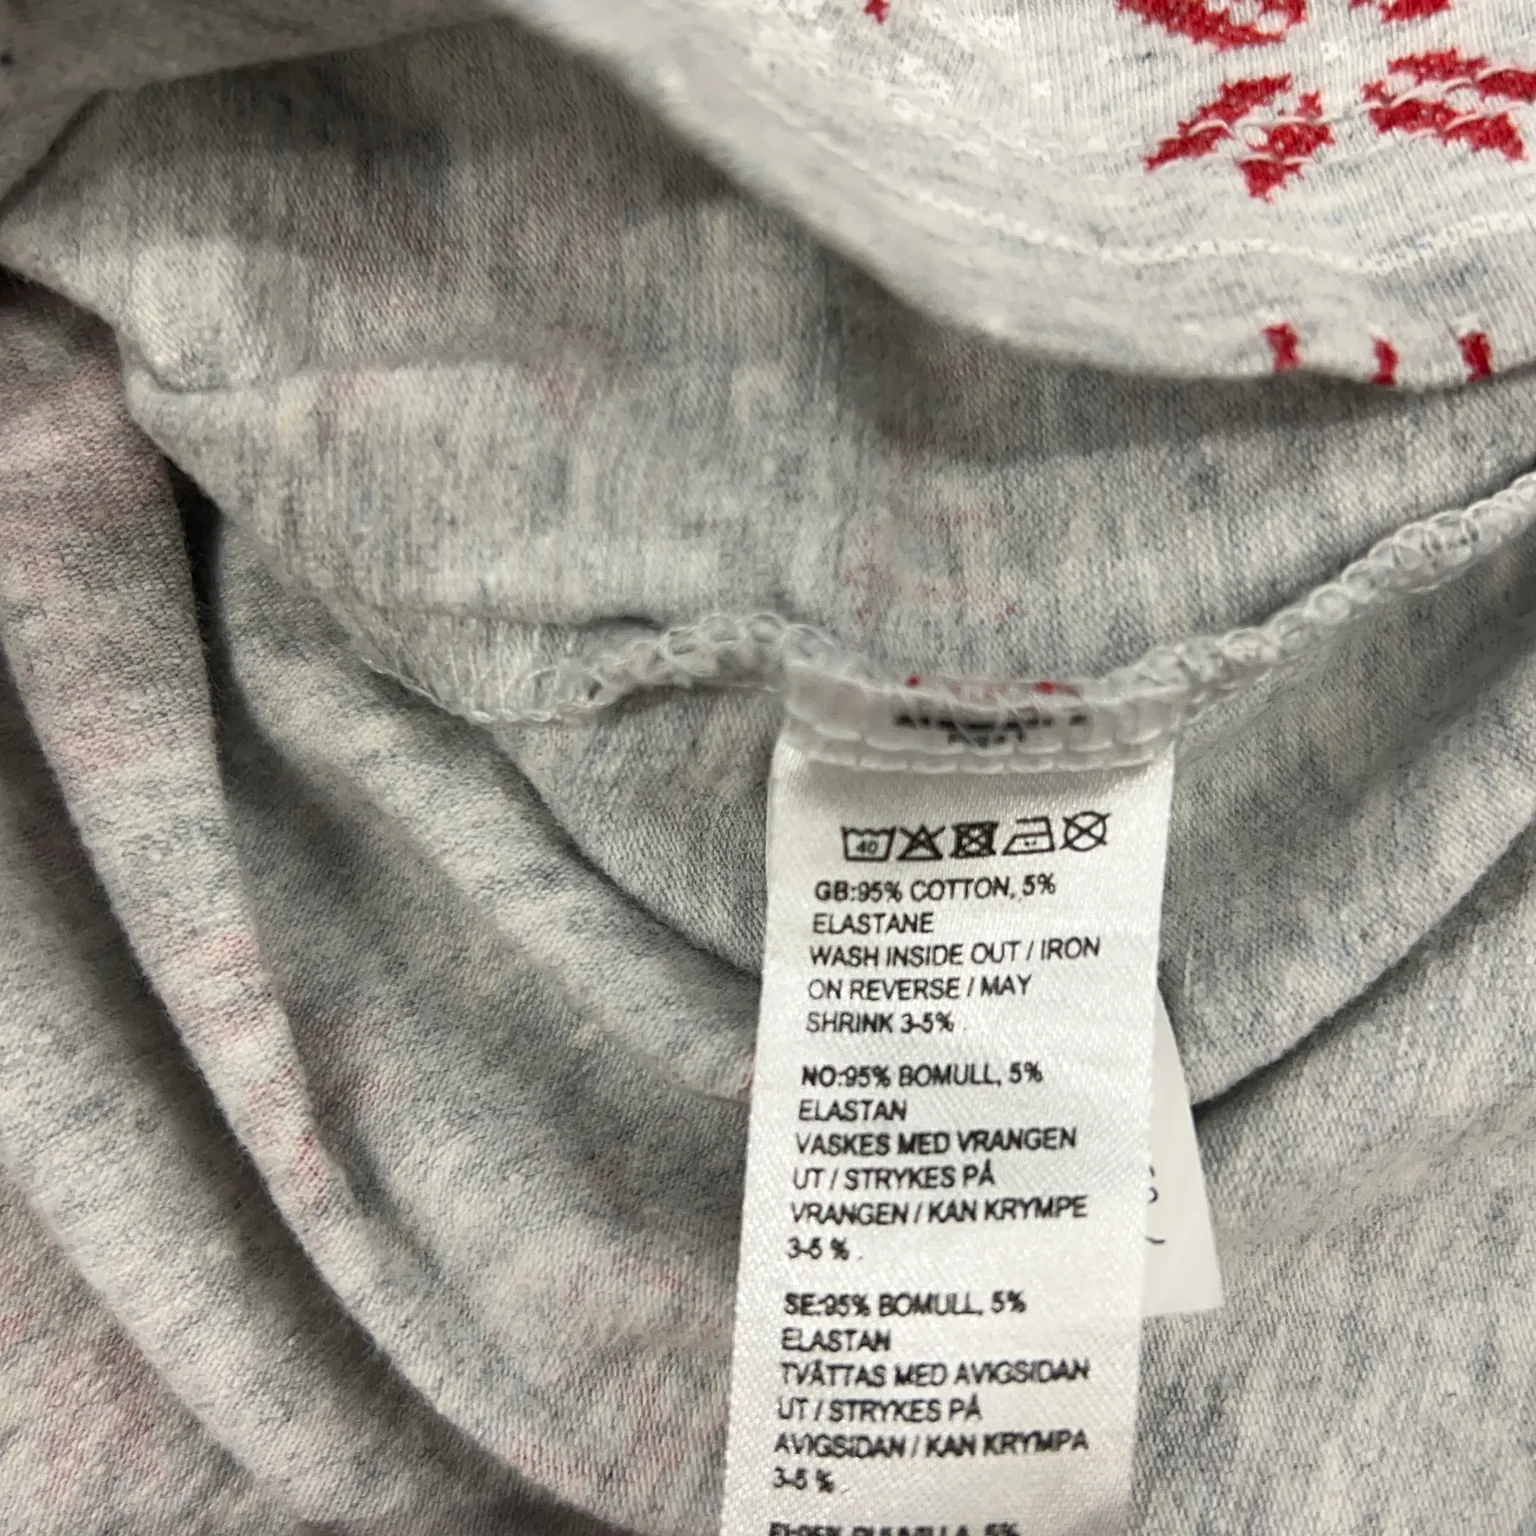 40
GB:95% COTTON, 5%
ELASTANE
WASH INSIDE OUT / IRON
ON REVERSE / MAY
SHRINK 3-5%
NO:95% BOMULL, 5%
ELASTAN
VASKES MED VRANGEN
UT / STRYKES PÅ
VRANGEN / KAN KRYMPE
3-5 % .
SE:95% BOMULL, 5%
ELASTAN
TVÄTTAS MED AVIGSIDAN
UT / STRYKES PÅ
AVIGSIDAN / KAN KRYMPA
3-5 %